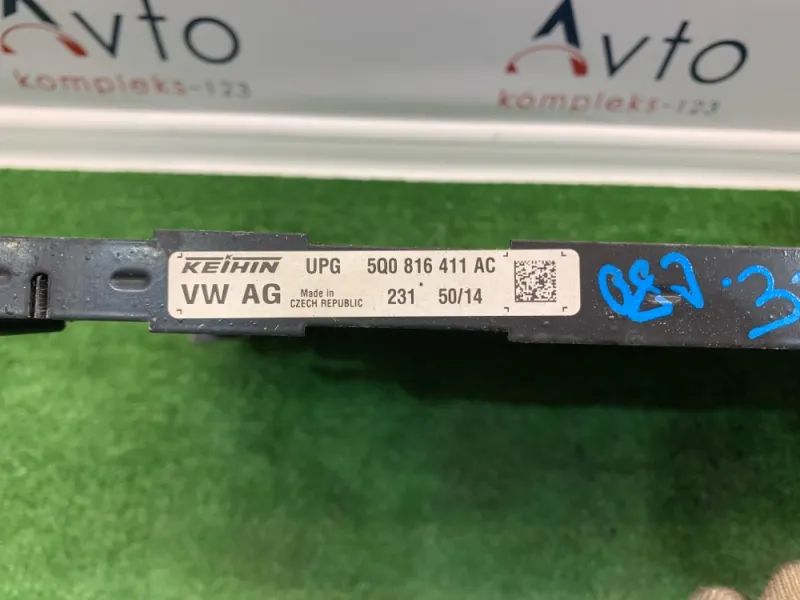 Avto
kompleks-123
Avto
kompleks-123
KEIHIN UPG 5Q0 816 411 AC
VW AG Made in CZECH REPUBLIC 231* 50/14